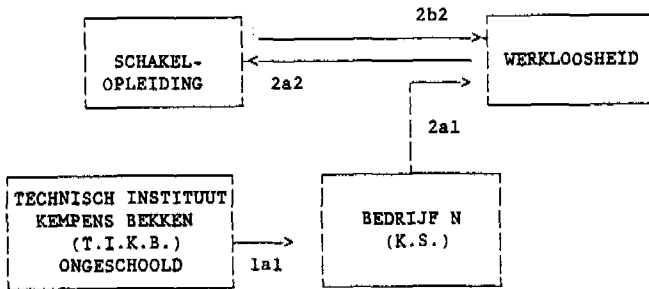 2b2
SCHAKEL-
OPLEIDING
WERKLOOSHEID
2a2
2a1
TECHNISCH INSTITUUT
KEMPENS BEKKEN
(T.I.K.B.)
ONGESCHOOLD
1a1
BEDRIJF N
(K.S.)